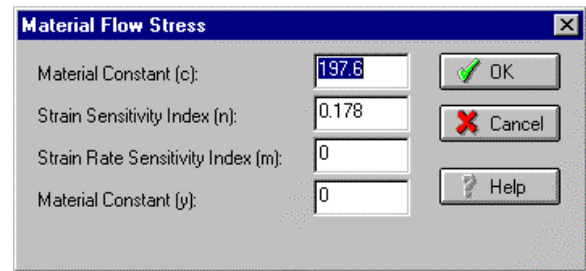 Material Flow Stress
Material Constant (c): 197.6 OK
Strain Sensitivity Index (n): 0.178 Cancel
Strain Rate Sensitivity Index (m): 0
Material Constant (y): 0 Help